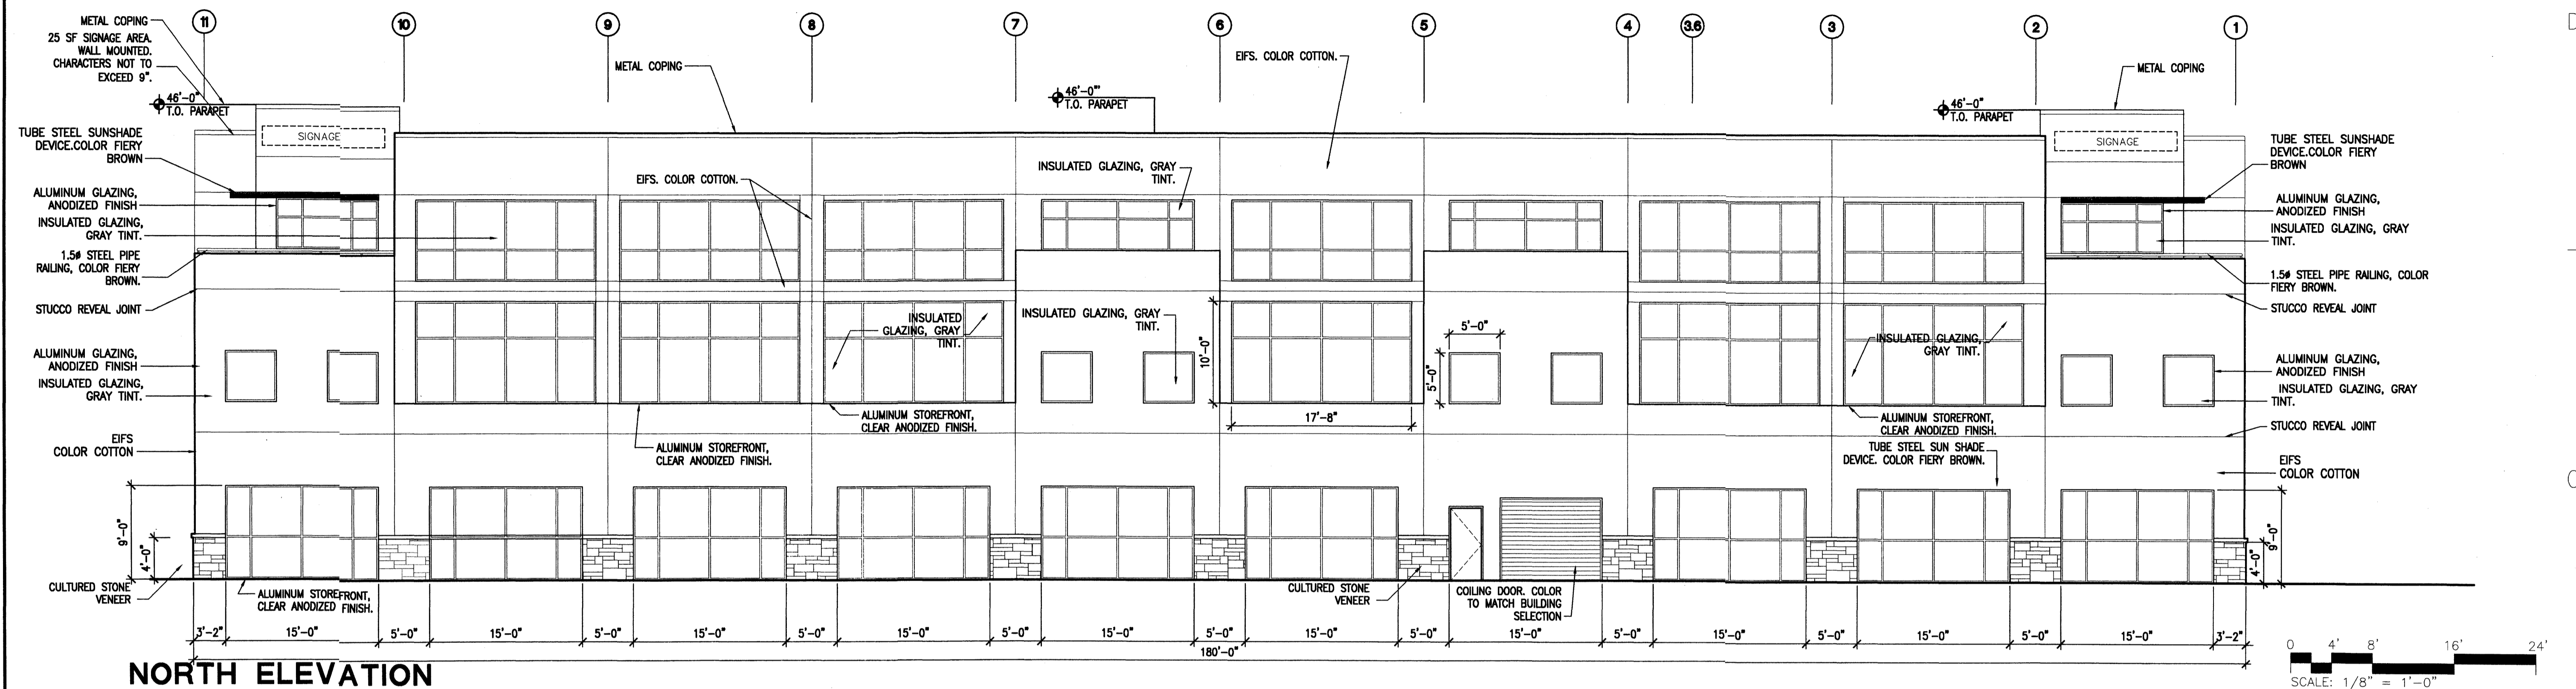 11
10
9
8
7
6
5
4
3.6
3
2
1
METAL COPING
25 SF SIGNAGE AREA.
WALL MOUNTED.
CHARACTERS NOT TO
EXCEED 9".
46'-0"
T.O. PARAPET
SIGNAGE
TUBE STEEL SUNSHADE
DEVICE.COLOR FIERY
BROWN
ALUMINUM GLAZING,
ANODIZED FINISH
INSULATED GLAZING,
GRAY TINT.
1.5ø STEEL PIPE
RAILING, COLOR FIERY
BROWN.
STUCCO REVEAL JOINT
ALUMINUM GLAZING,
ANODIZED FINISH
INSULATED GLAZING,
GRAY TINT.
EIFS
COLOR COTTON
9'-0"
4'-0"
CULTURED STONE
VENEER
ALUMINUM STOREFRONT,
CLEAR ANODIZED FINISH.
METAL COPING
EIFS. COLOR COTTON.
ALUMINUM STOREFRONT,
CLEAR ANODIZED FINISH.
INSULATED
GLAZING, GRAY
TINT.
ALUMINUM STOREFRONT,
CLEAR ANODIZED FINISH.
46'-0"'
T.O. PARAPET
INSULATED GLAZING, GRAY
TINT.
INSULATED GLAZING, GRAY
TINT.
EIFS. COLOR COTTON.
10'-0"
17'-8"
5'-0"
5'-0"
CULTURED STONE
VENEER
COILING DOOR. COLOR
TO MATCH BUILDING
SELECTION
INSULATED GLAZING,
GRAY TINT.
ALUMINUM STOREFRONT,
CLEAR ANODIZED FINISH.
TUBE STEEL SUN SHADE
DEVICE. COLOR FIERY BROWN.
46'-0"
T.O. PARAPET
METAL COPING
SIGNAGE
TUBE STEEL SUNSHADE
DEVICE.COLOR FIERY
BROWN
ALUMINUM GLAZING,
ANODIZED FINISH
INSULATED GLAZING, GRAY
TINT.
1.5ø STEEL PIPE RAILING, COLOR
FIERY BROWN.
STUCCO REVEAL JOINT
ALUMINUM GLAZING,
ANODIZED FINISH
INSULATED GLAZING, GRAY
TINT.
STUCCO REVEAL JOINT
EIFS
COLOR COTTON
4'-0"
9'-0"
3'-2" 15'-0" 5'-0" 15'-0" 5'-0" 15'-0" 5'-0" 15'-0" 5'-0" 15'-0" 5'-0" 15'-0" 5'-0" 15'-0" 5'-0" 15'-0" 5'-0" 15'-0" 5'-0" 15'-0" 3'-2"
180'-0"
NORTH ELEVATION
0 4' 8' 16' 24'
SCALE: 1/8" = 1'-0"